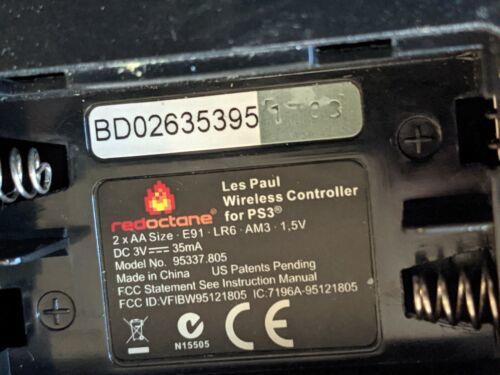 BD02635395 1703
redoctane
Les Paul
Wireless Controller
for PS3®
2 x AA Size · E91 · LR6 · AM3 · 1,5V
DC 3V⎓35mA
Model No. 95337.805
Made in China US Patents Pending
FCC Statement See Instruction Manual
FCC ID:VFIBW95121805 IC:7196A-95121805
N15505
CE